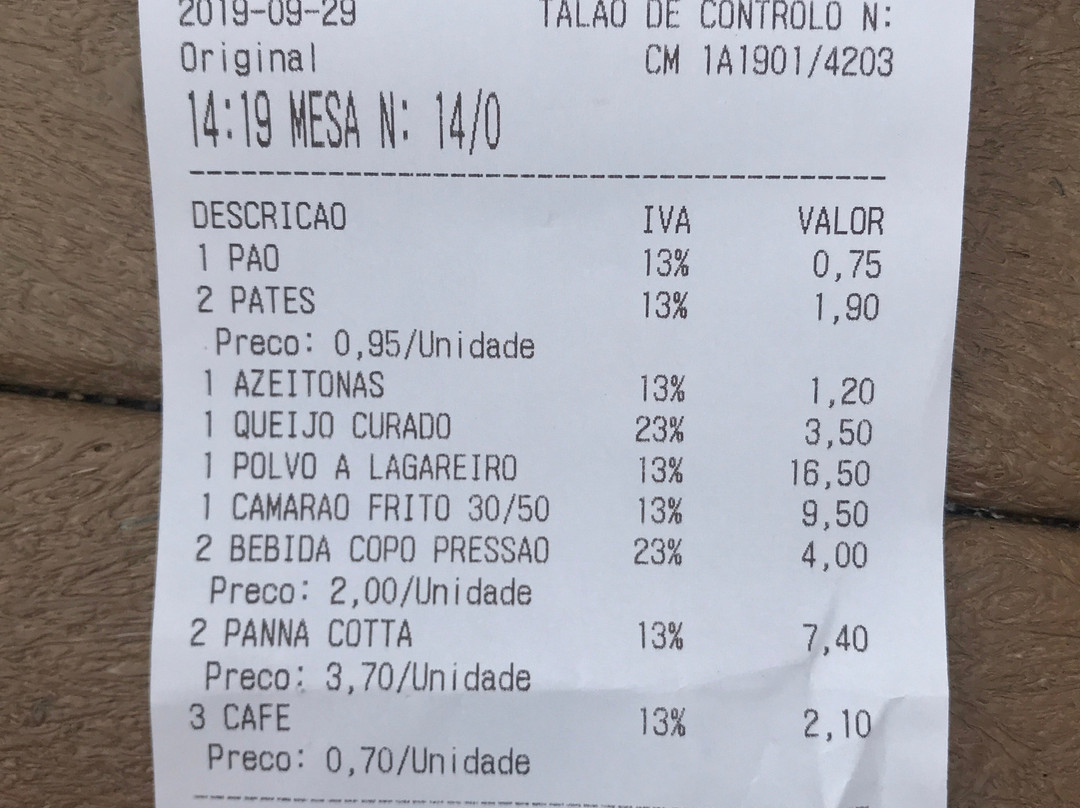 2019-09-29 TALAO DE CONTROLO N:
Original CM 1A1901/4203
14:19 MESA N: 14/0
DESCRICAO IVA VALOR
1 PAO 13% 0,75
2 PATES 13% 1,90
Preco: 0,95/Unidade
1 AZEITONAS 13% 1,20
1 QUEIJO CURADO 23% 3,50
1 POLVO A LAGAREIRO 13% 16,50
1 CAMARAO FRITO 30/50 13% 9,50
2 BEBIDA COPO PRESSAO 23% 4,00
Preco: 2,00/Unidade
2 PANNA COTTA 13% 7,40
Preco: 3,70/Unidade
3 CAFE 13% 2,10
Preco: 0,70/Unidade